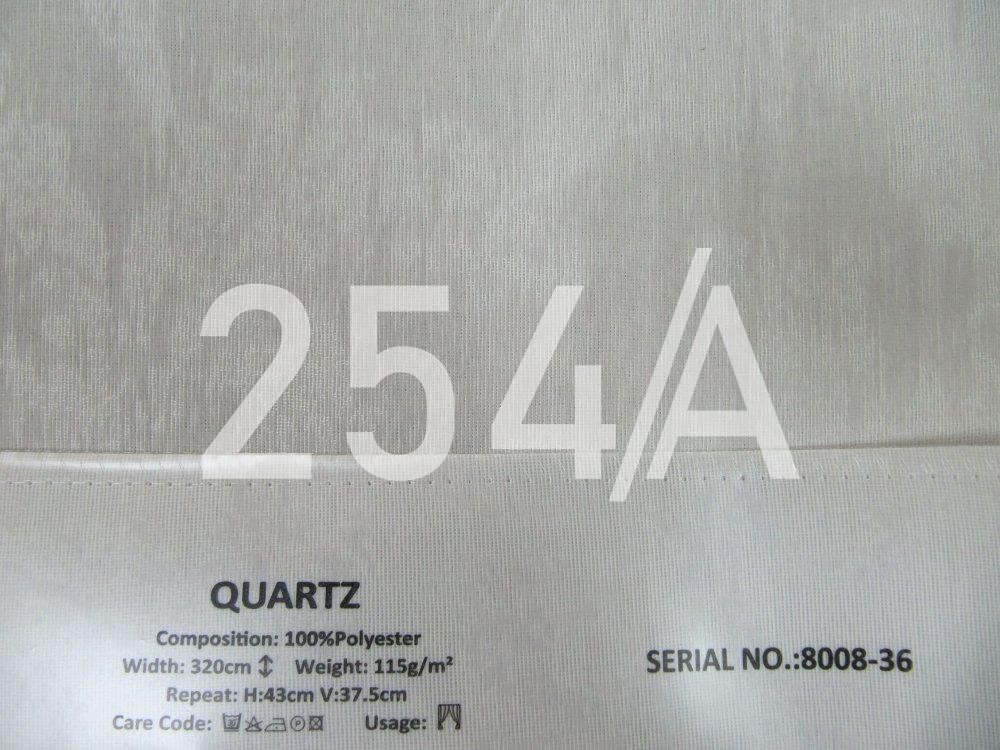 254/A
QUARTZ
Composition: 100%Polyester
Width: 320cm Weight: 115g/m²
Repeat: H:43cm V:37.5cm
Care Code: Usage:
SERIAL NO.:8008-36